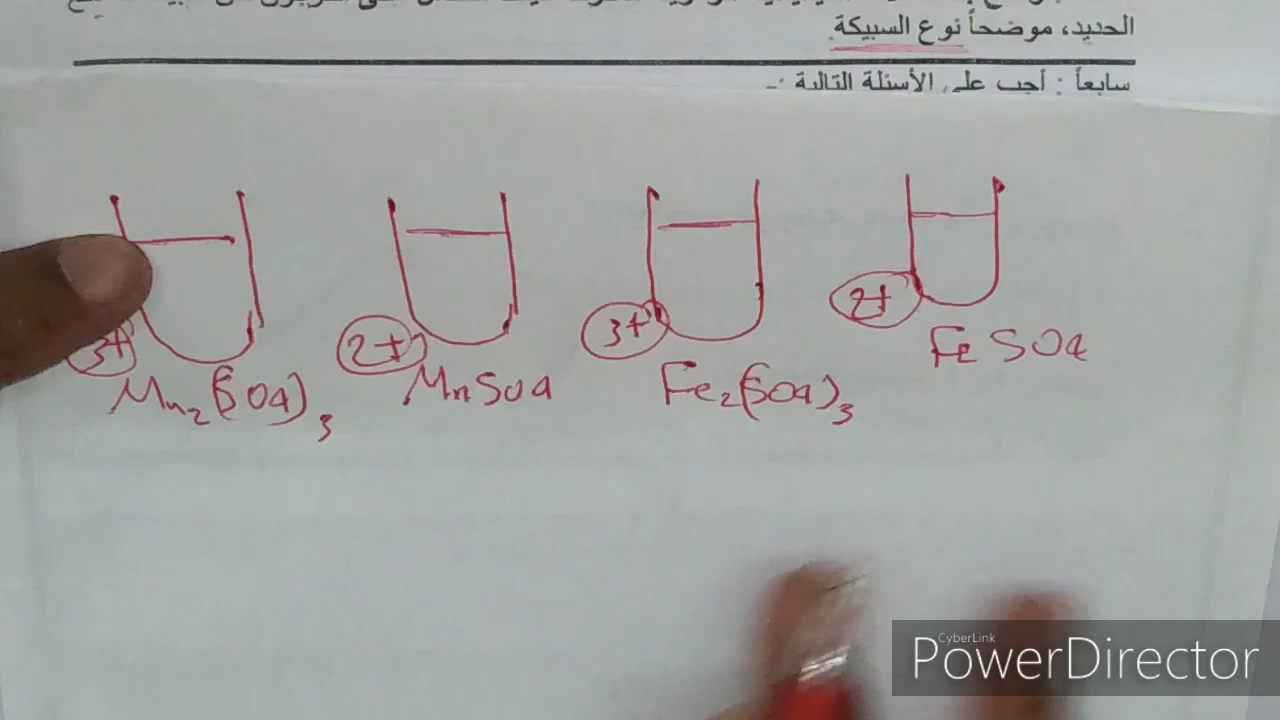 الحديد، موضحاً نوع السبيكة.
سابعاً : أجب على الأسئلة التالية :-
3+ 2+ 3+ 2+
Mn₂(SO4)₃ MnSO4 Fe₂(SO4)₃ FeSO4
CyberLink
PowerDirector